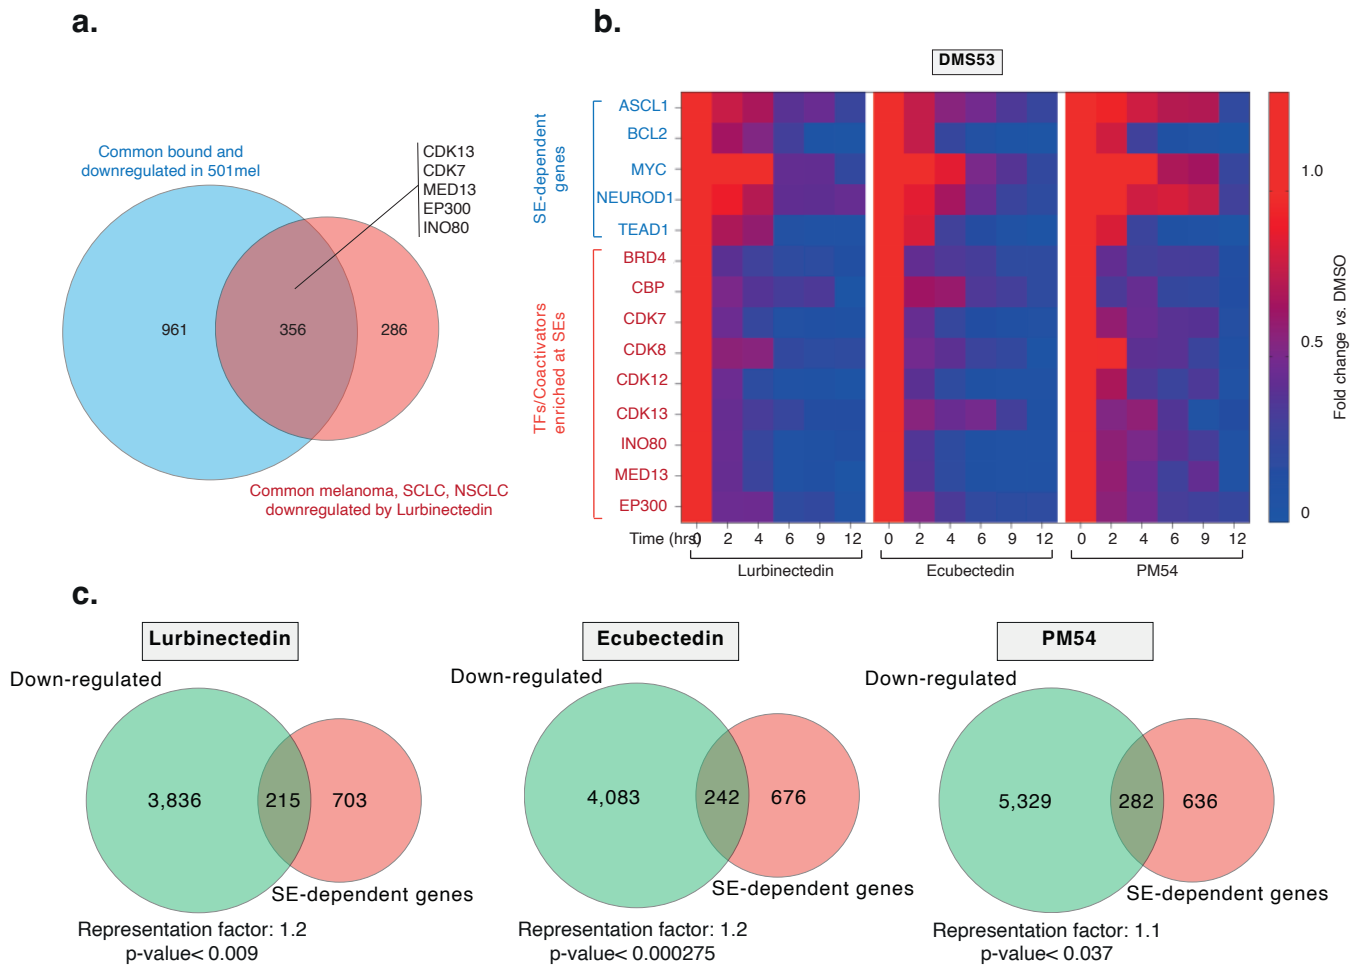 a.
Common bound and
downregulated in 501mel
CDK13
CDK7
MED13
EP300
INO80
961
356
286
Common melanoma, SCLC, NSCLC
downregulated by Lurbinectedin
b.
DMS53
SE-dependent
genes
ASCL1
BCL2
MYC
NEUROD1
TEAD1
TFs/Coactivators
enriched at SEs
BRD4
CBP
CDK7
CDK8
CDK12
CDK13
INO80
MED13
EP300
Time (hrs)
0 2 4 6 9 12
0 2 4 6 9 12
0 2 4 6 9 12
Lurbinectedin
Ecubectedin
PM54
1.0
0.5
0
Fold change vs. DMSO
c.
Lurbinectedin
Down-regulated
3,836
215
703
SE-dependent genes
Representation factor: 1.2
p-value< 0.009
Ecubectedin
Down-regulated
4,083
242
676
SE-dependent genes
Representation factor: 1.2
p-value< 0.000275
PM54
Down-regulated
5,329
282
636
SE-dependent genes
Representation factor: 1.1
p-value< 0.037